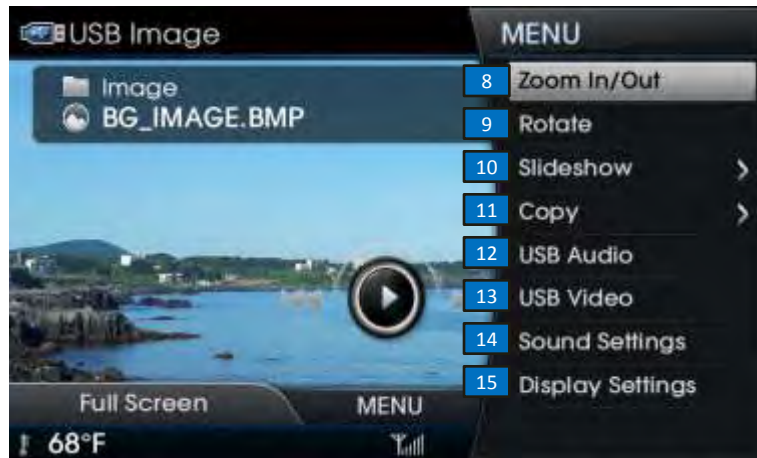 USB Image
Image
BG_IMAGE.BMP
Full Screen
MENU
68°F
MENU
8 Zoom In/Out
9 Rotate
10 Slideshow
11 Copy
12 USB Audio
13 USB Video
14 Sound Settings
15 Display Settings